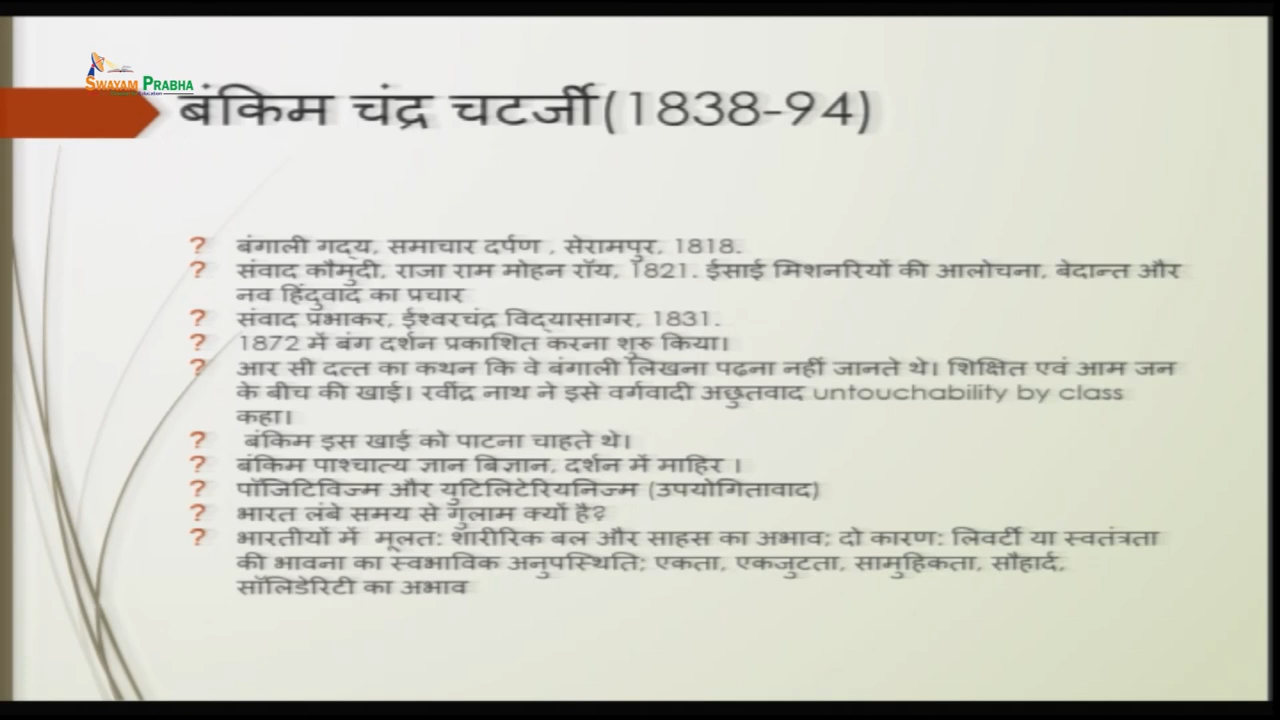 SWAYAM PRABHA
बंकिम चंद्र चटर्जी(1838-94)
? बंगाली गद्य, समाचार दर्पण , सेरामपुर, 1818.
? संवाद कौमुदी, राजा राम मोहन रॉय, 1821. ईसाई मिशनरियों की आलोचना, बेदान्त और
नव हिंदुवाद का प्रचार
? संवाद प्रभाकर, ईश्वरचंद्र विद्यासागर, 1831.
? 1872 में बंग दर्शन प्रकाशित करना शुरु किया।
? आर सी दत्त का कथन कि वे बंगाली लिखना पढ़ना नहीं जानते थे। शिक्षित एवं आम जन
के बीच की खाई। रवींद्र नाथ ने इसे वर्गवादी अछुतवाद untouchability by class
कहा।
? बंकिम इस खाई को पाटना चाहते थे।
? बंकिम पाश्चात्य ज्ञान बिज्ञान, दर्शन में माहिर ।
? पॉजिटिविज्म और युटिलिटेरियनिज्म (उपयोगितावाद)
? भारत लंबे समय से गुलाम क्यों है?
? भारतीयों में मूलत: शारीरिक बल और साहस का अभाव; दो कारण: लिवर्टी या स्वतंत्रता
की भावना का स्वभाविक अनुपस्थिति; एकता, एकजुटता, सामुहिकता, सौहार्द,
सॉलिडेरिटी का अभाव